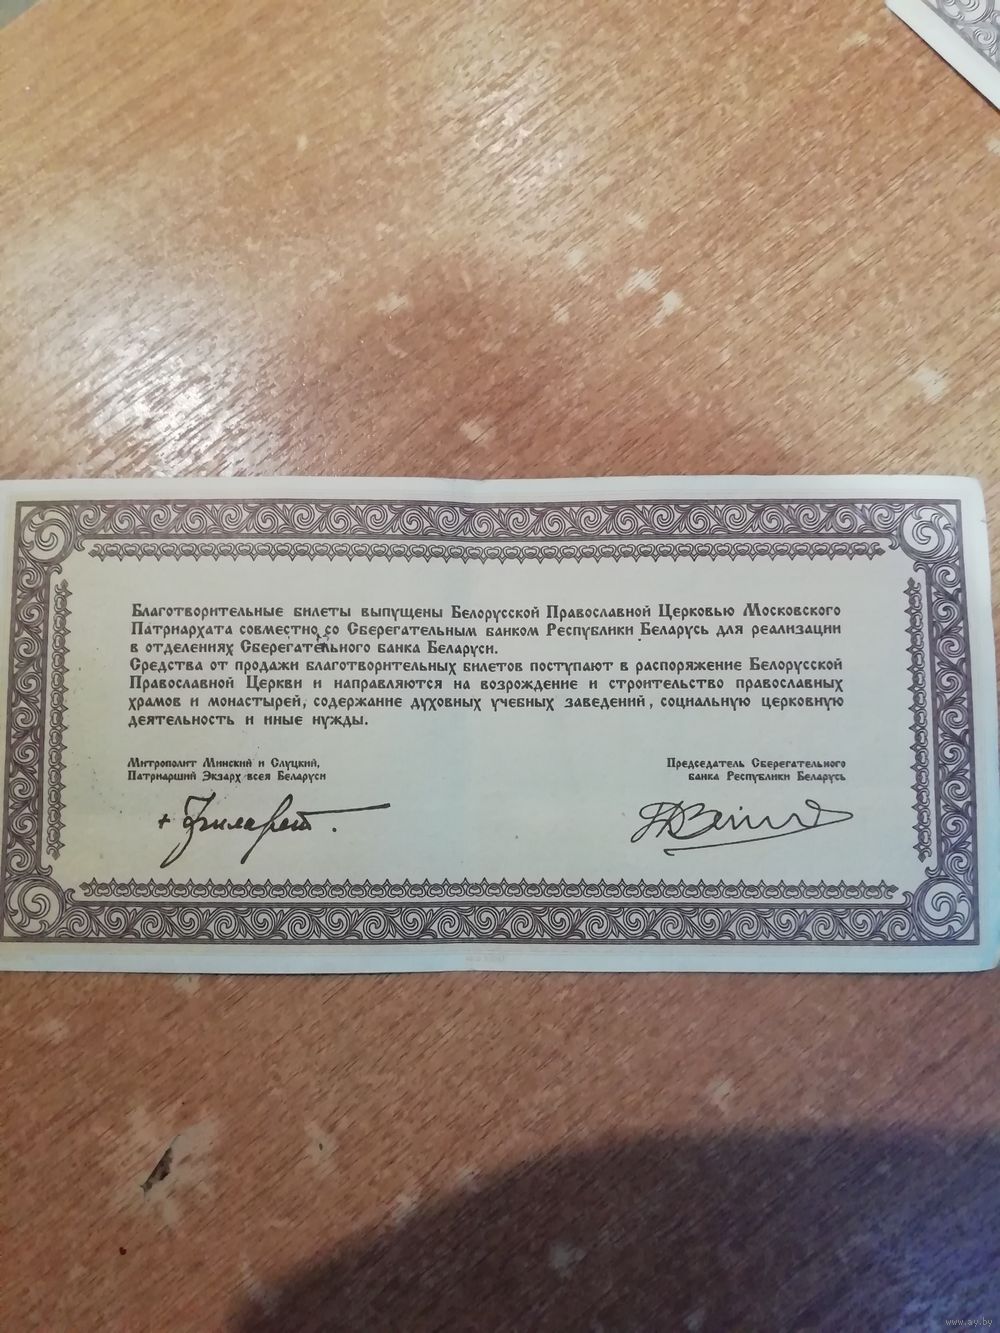 Благотворительные билеты выпущены Белорусской Православной Церковью Московского
Патриархата совместно со Сберегательным банком Республики Беларусь для реализации
в отделениях Сберегательного банка Беларуси.
Средства от продажи благотворительных билетов поступают в распоряжение Белорусской
Православной Церкви и направляются на возрождение и строительство православных
храмов и монастырей, содержание духовных учебных заведений, социальную церковную
деятельность и иные нужды.
Митрополит Минский и Слуцкий,
Патриарший Экзарх всея Беларуси
+ Филарет.
Председатель Сберегательного
банка Республики Беларусь
www.ay.by